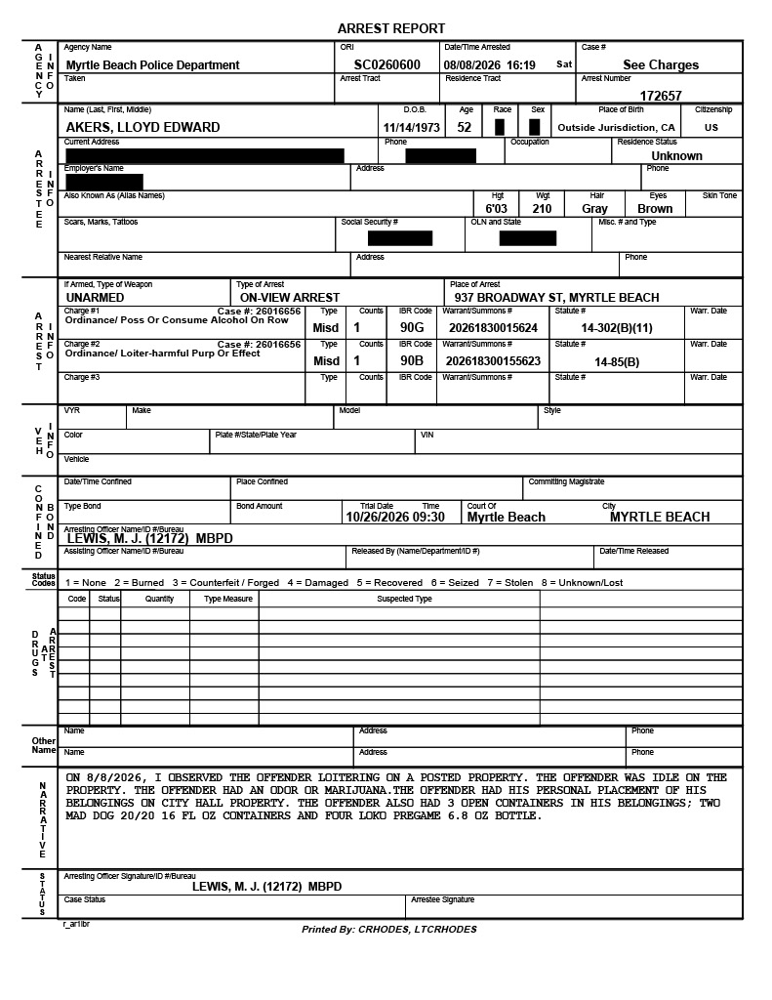 ARREST REPORT
AGENCY INFO
Agency Name ORI Date/Time Arrested Case #
Myrtle Beach Police Department SC0260600 08/08/2026 16:19 Sat See Charges
Taken Arrest Tract Residence Tract Arrest Number
172657
ARRESTEE INFO
Name (Last, First, Middle) D.O.B. Age Race Sex Place of Birth Citizenship
AKERS, LLOYD EDWARD 11/14/1973 52 Outside Jurisdiction, CA US
Current Address Phone Occupation Residence Status
Unknown
Employer's Name Address Phone
Also Known As (Alias Names) Hgt Wgt Hair Eyes Skin Tone
6'03 210 Gray Brown
Scars, Marks, Tattoos Social Security # OLN and State Misc. # and Type
Nearest Relative Name Address Phone
ARREST INFO
If Armed, Type of Weapon Type of Arrest Place of Arrest
UNARMED ON-VIEW ARREST 937 BROADWAY ST, MYRTLE BEACH
Charge #1 Case #: 26016656 Type Counts IBR Code Warrant/Summons # Statute # Warr. Date
Ordinance/ Poss Or Consume Alcohol On Row Misd 1 90G 20261830015624 14-302(B)(11)
Charge #2 Case #: 26016656 Type Counts IBR Code Warrant/Summons # Statute # Warr. Date
Ordinance/ Loiter-harmful Purp Or Effect Misd 1 90B 202618300155623 14-85(B)
Charge #3 Type Counts IBR Code Warrant/Summons # Statute # Warr. Date
VEH INFO
VYR Make Model Style
Color Plate #/State/Plate Year VIN
Vehicle
CONFINED BOND
Date/Time Confined Place Confined Committing Magistrate
Type Bond Bond Amount Trial Date Time Court Of City
10/26/2026 09:30 Myrtle Beach MYRTLE BEACH
Arresting Officer Name/ID #/Bureau
LEWIS, M. J. (12172) MBPD
Assisting Officer Name/ID #/Bureau Released By (Name/Department/ID #) Date/Time Released
Status Codes 1 = None 2 = Burned 3 = Counterfeit / Forged 4 = Damaged 5 = Recovered 6 = Seized 7 = Stolen 8 = Unknown/Lost
DRUGS AT ARREST
Code Status Quantity Type Measure Suspected Type
Other Name
Name Address Phone
Name Address Phone
NARRATIVE
ON 8/8/2026, I OBSERVED THE OFFENDER LOITERING ON A POSTED PROPERTY. THE OFFENDER WAS IDLE ON THE
PROPERTY. THE OFFENDER HAD AN ODOR OR MARIJUANA.THE OFFENDER HAD HIS PERSONAL PLACEMENT OF HIS
BELONGINGS ON CITY HALL PROPERTY. THE OFFENDER ALSO HAD 3 OPEN CONTAINERS IN HIS BELONGINGS; TWO
MAD DOG 20/20 16 FL OZ CONTAINERS AND FOUR LOKO PREGAME 6.8 OZ BOTTLE.
STATUS
Arresting Officer Signature/ID #/Bureau
LEWIS, M. J. (12172) MBPD
Case Status Arrestee Signature
r_ar1lbr
Printed By: CRHODES, LTCRHODES